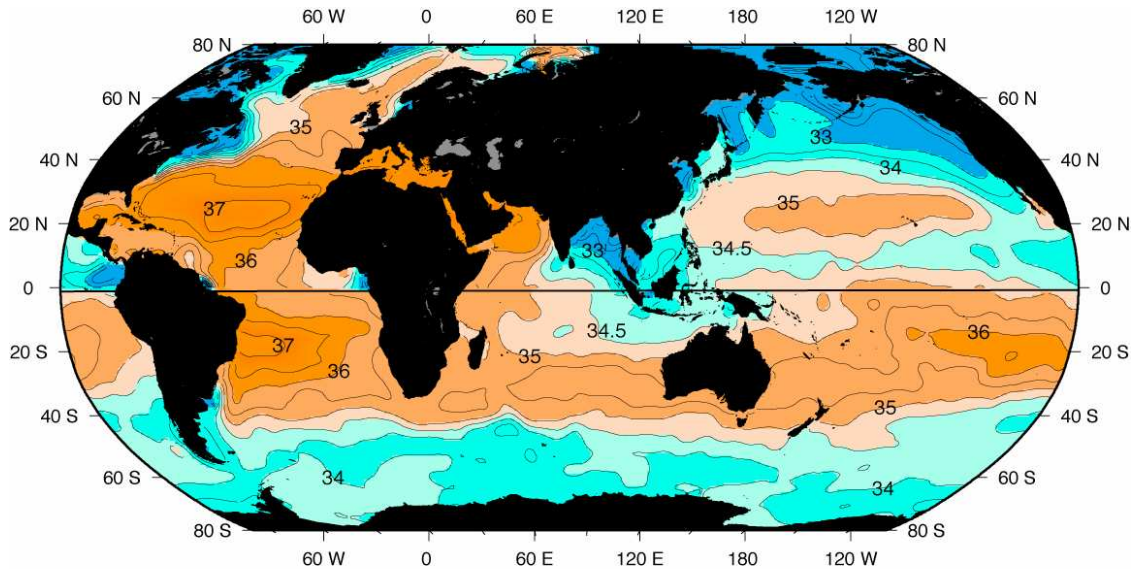 60 W 0 60 E 120 E 180 120 W
80 N 80 N
60 N 60 N
35 33
40 N 34 40 N
37 35
20 N 33 34.5 20 N
36
0 0
34.5 36
37 35
20 S 36 20 S
35
40 S 40 S
60 S 34 34 60 S
80 S 80 S
60 W 0 60 E 120 E 180 120 W